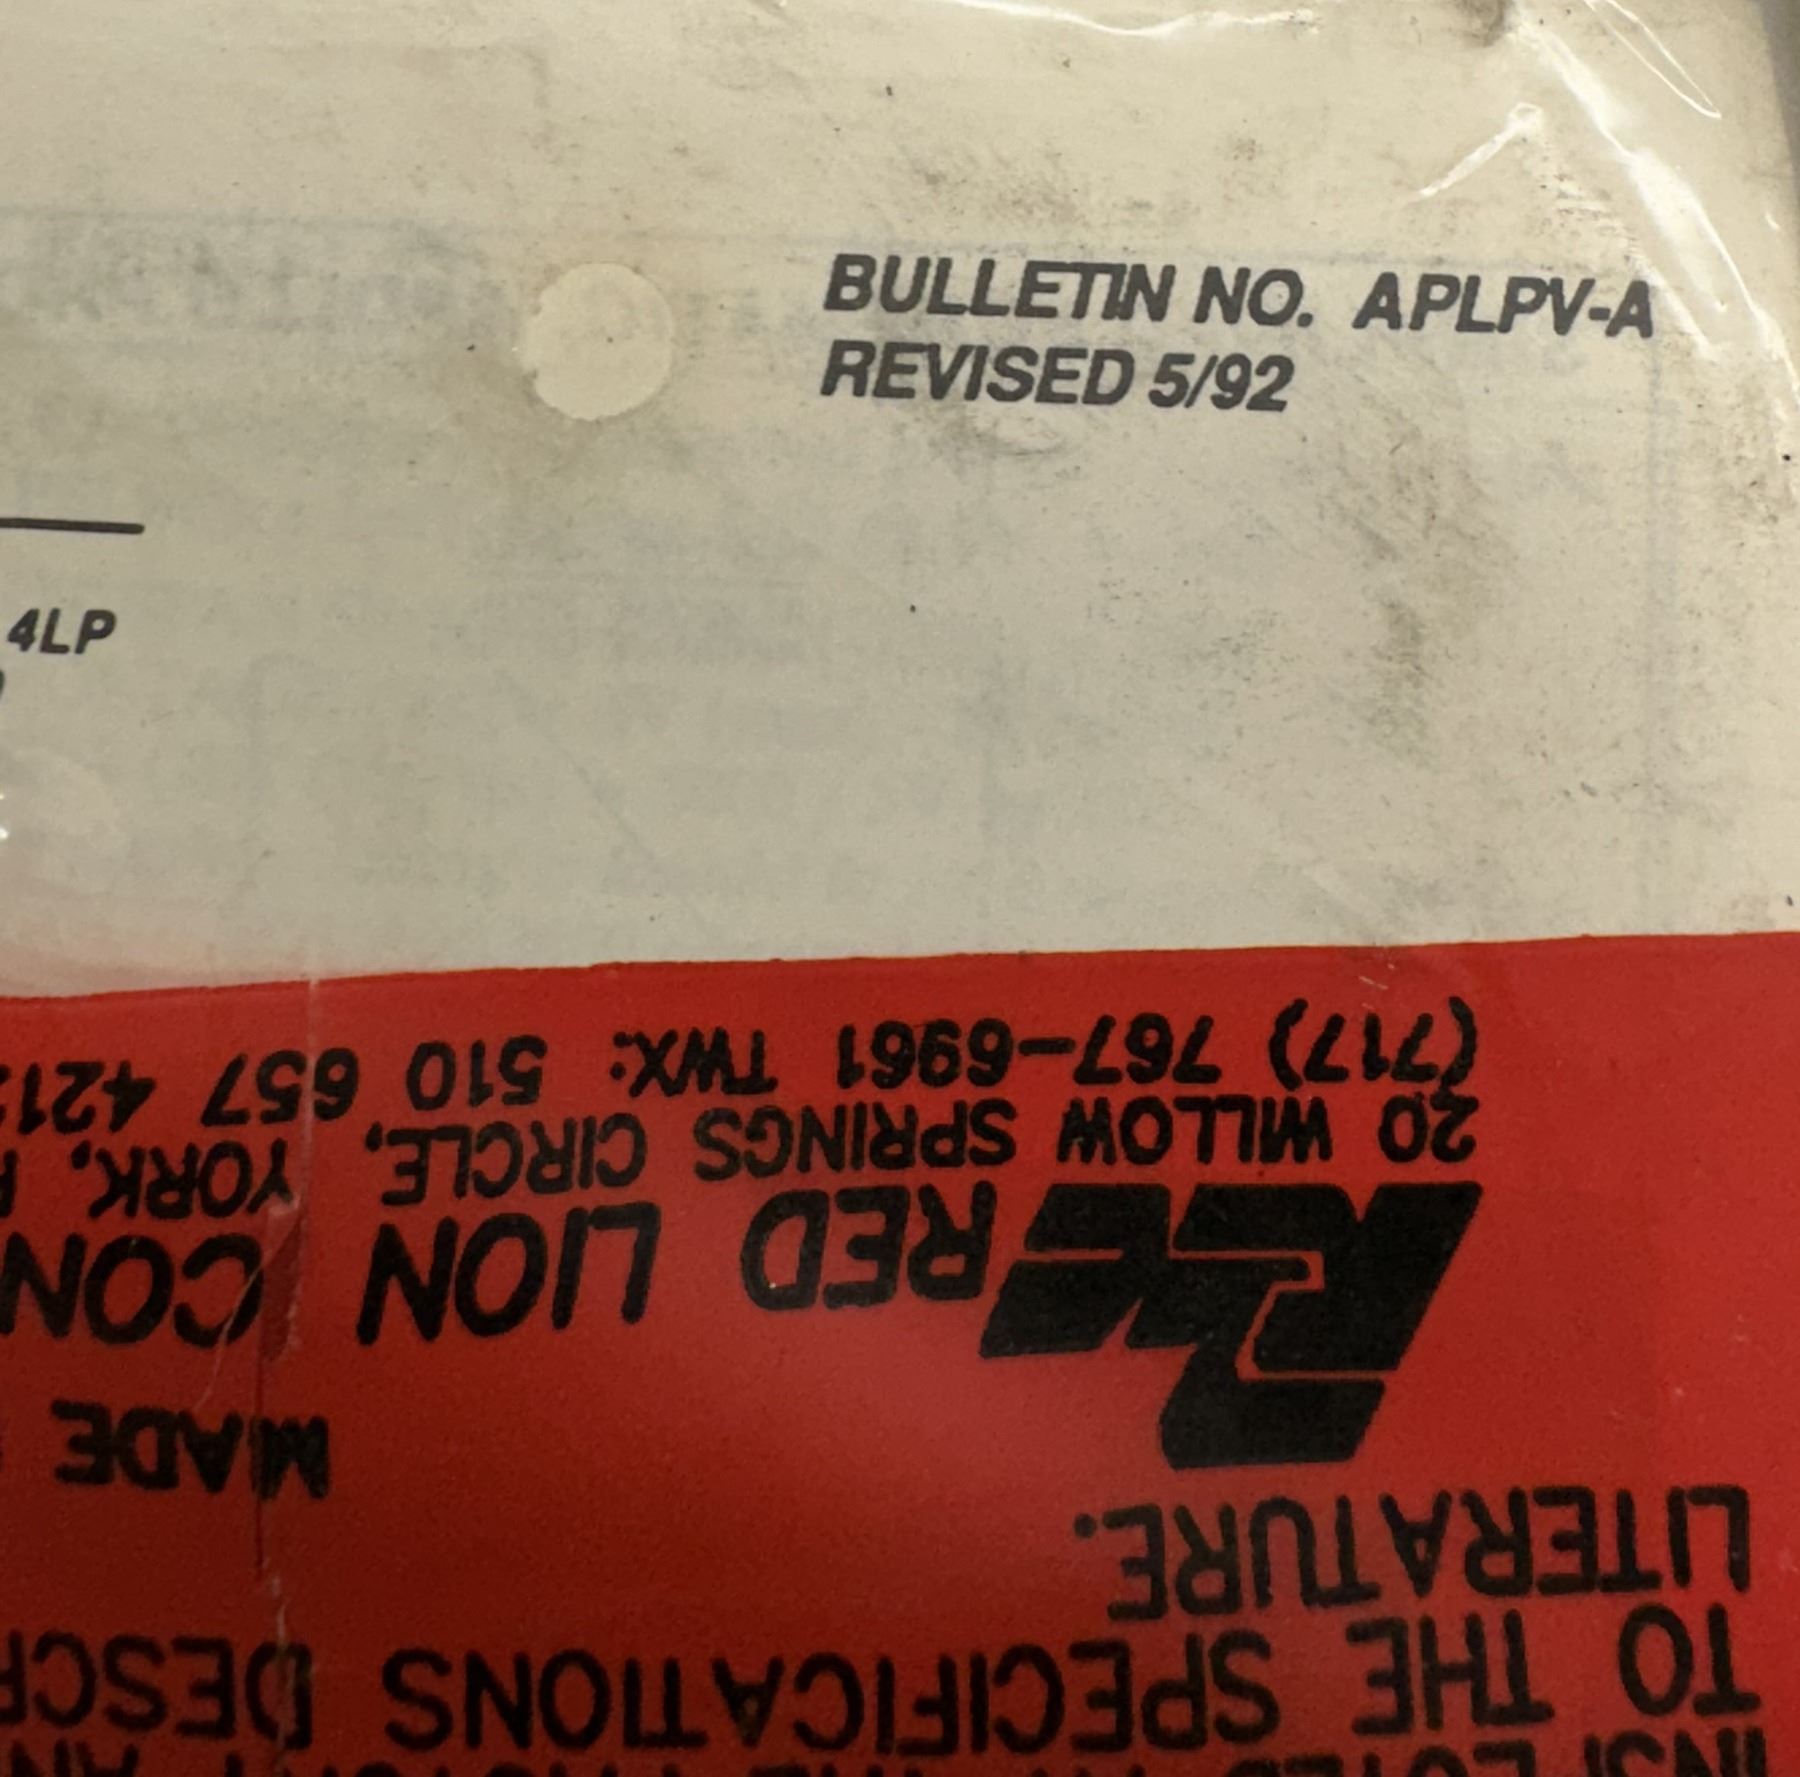 BULLETIN NO. APLPV-A
REVISED 5/92
4LP
TO THE SPECIFICATIONS
LITERATURE.
MADE
RED LION CON
20 WILLOW SPRINGS CIRCLE, YORK,
(717) 767-6961 TWX: 510 657 421